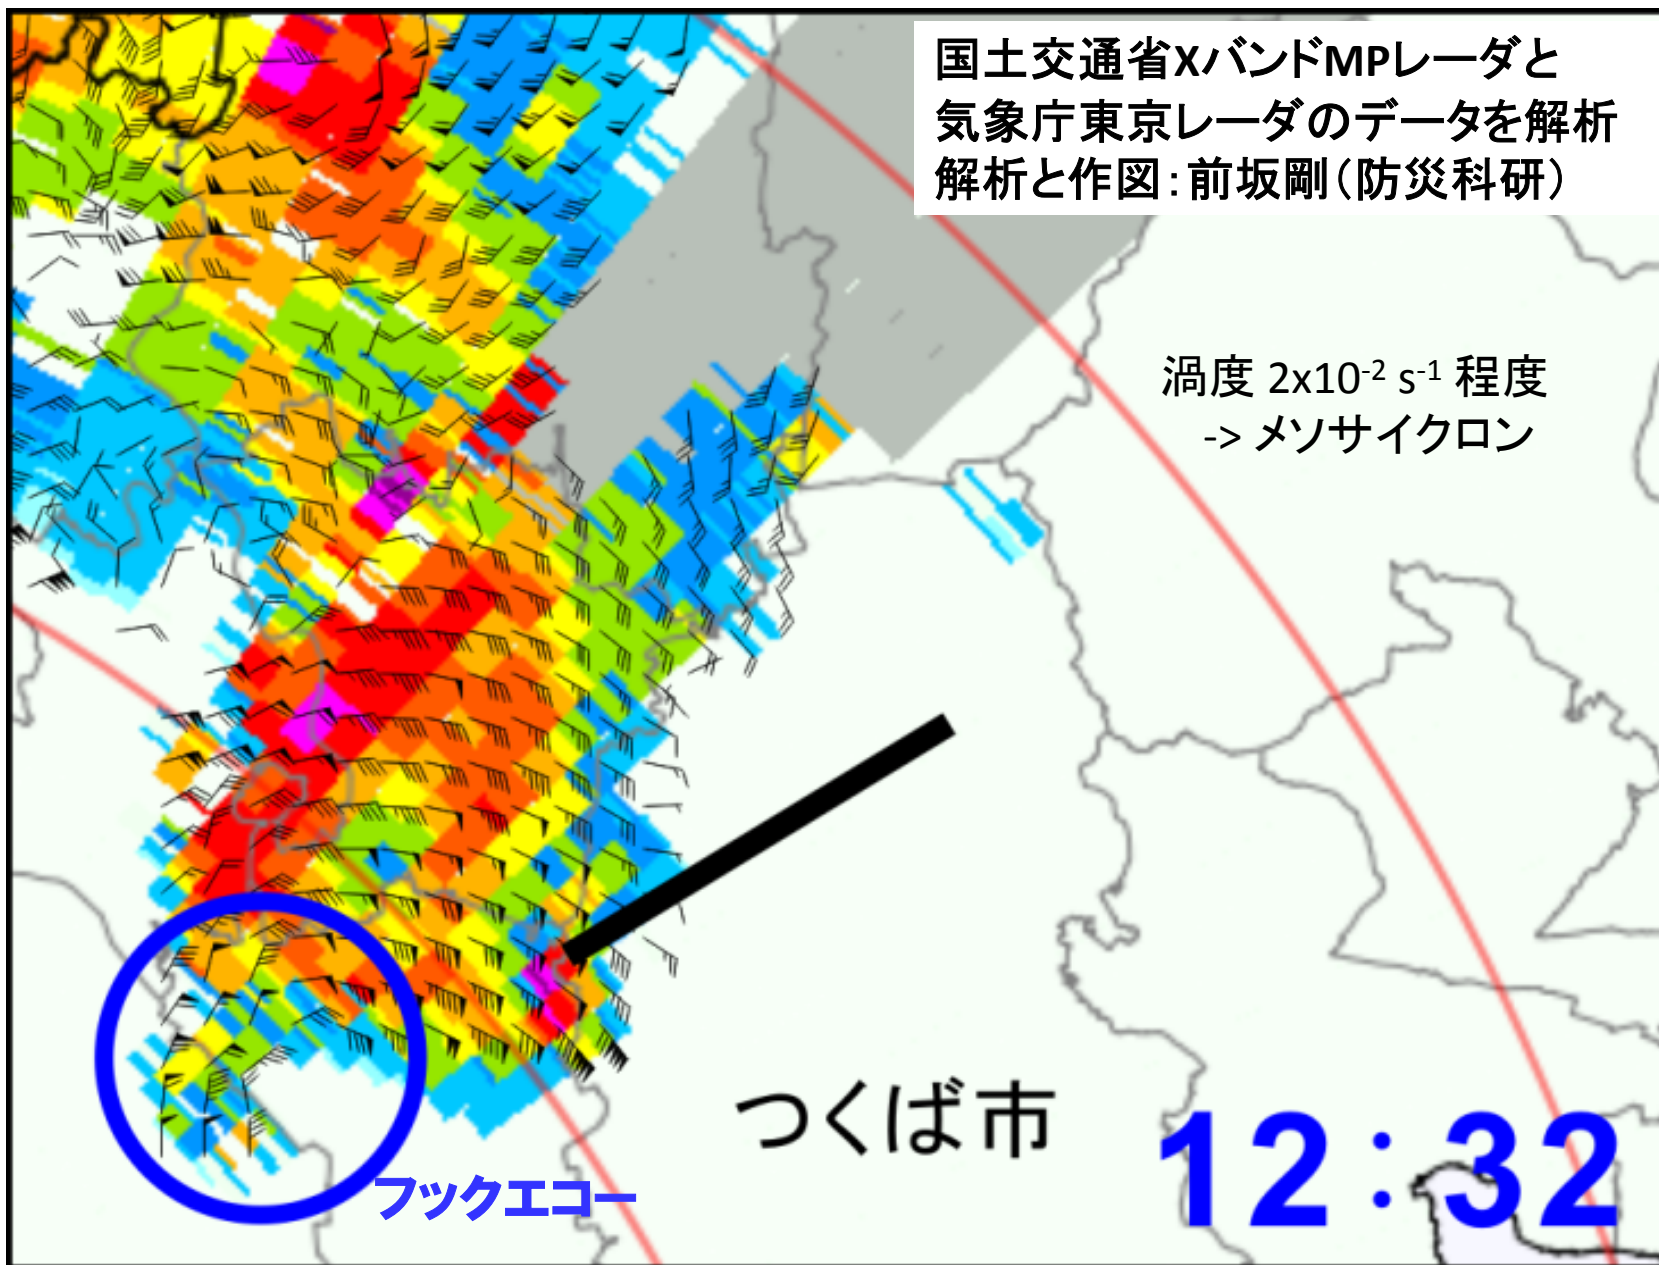 国土交通省XバンドMPレーダと
気象庁東京レーダのデータを解析
解析と作図：前坂剛（防災科研）
渦度 2x10⁻² s⁻¹ 程度
-> メソサイクロン
つくば市
12：32
フックエコー